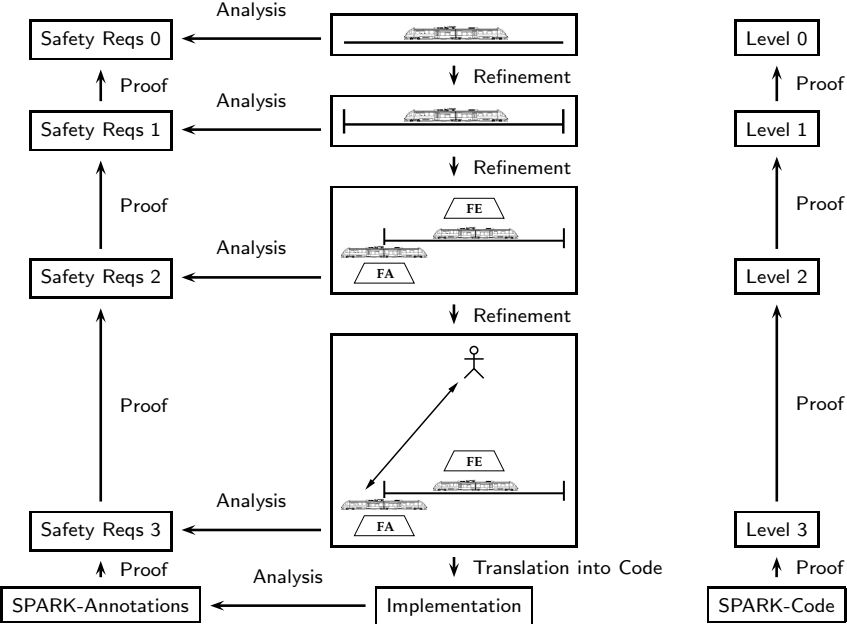 Analysis
Safety Reqs 0
Level 0
Refinement
Proof
Proof
Analysis
Safety Reqs 1
Level 1
Refinement
Proof
Proof
FE
Analysis
FA
Safety Reqs 2
Level 2
Refinement
Proof
Proof
FE
Analysis
FA
Safety Reqs 3
Level 3
Proof
Translation into Code
Proof
Analysis
SPARK-Annotations
Implementation
SPARK-Code